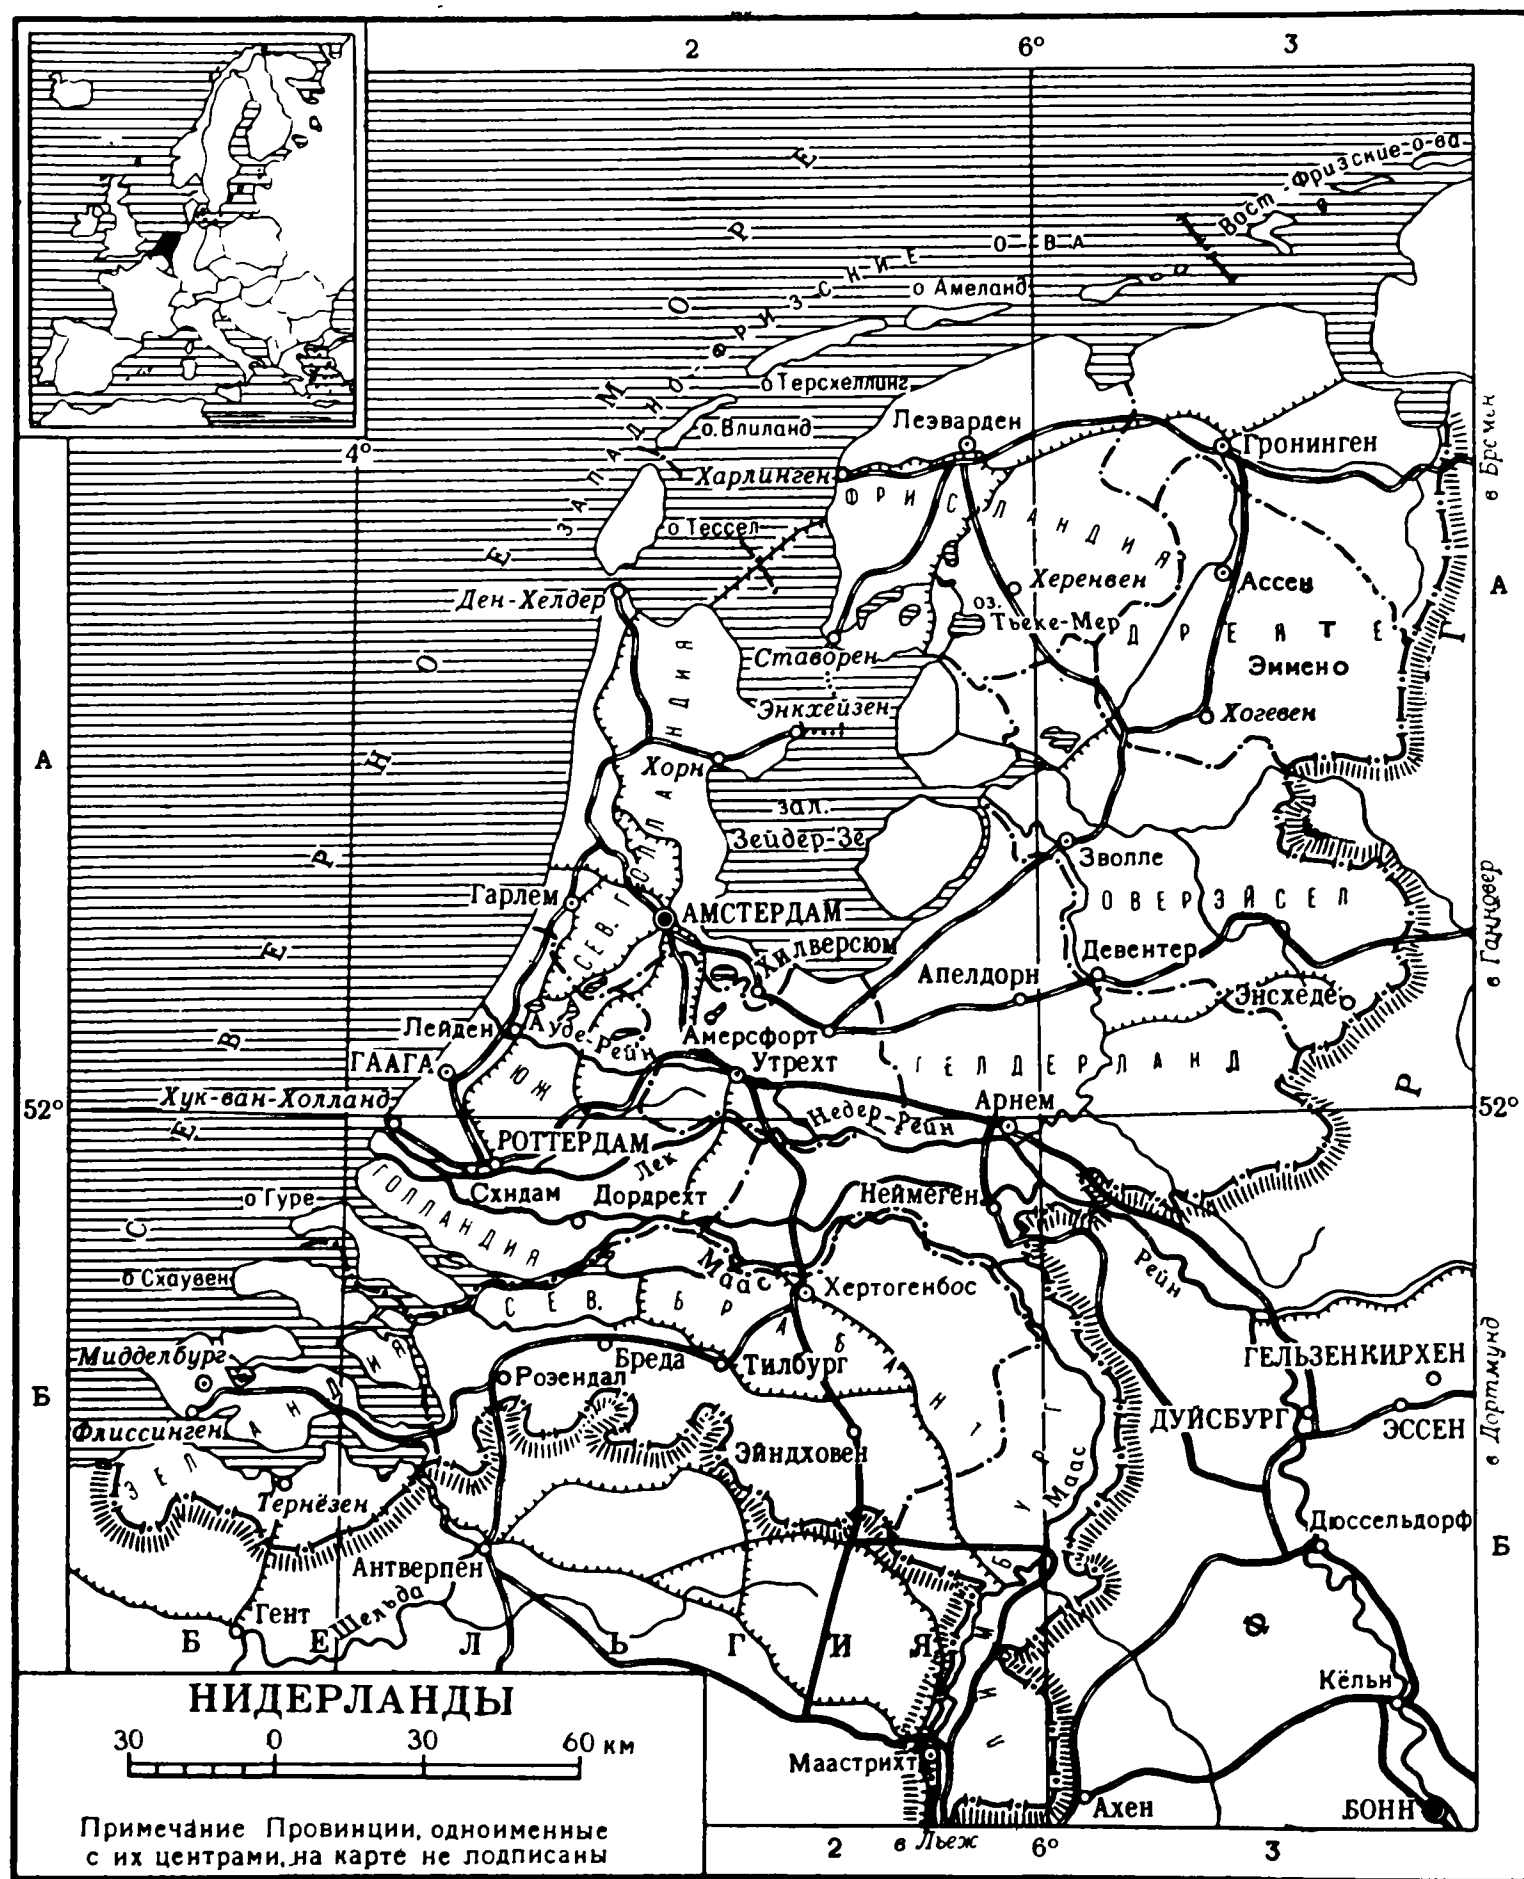 2 6° 3
СЕВЕРНОЕ МОРЕ
Вост.-Фризские о-ва
ЗАПАДНО-ФРИЗСКИЕ О-ВА
о Амеланд
о Терсхеллинг
о. Влиланд
Леэварден
Гронинген
4°
Харлинген
в Бремен
ФРИСЛАНДИЯ
о Тессел
Ден-Хелдер
Херенвен
Ассен
А
оз.
Тьеке-Мер
ДРЕНТЕ
Ставорен
Эммено
Энкхейзен
Хогевен
А
Хорн
зал.
Зейдер-Зе
Зволле
СЕВ. ГОЛЛАНДИЯ
Гарлем
АМСТЕРДАМ
ОВЕРЭЙСЕЛ
в Ганновер
Хилверсюм
Девентер
Апелдорн
Энсхеде
Лейден
Ауде-Рейн
Амерсфорт
Утрехт
ГЕЛДЕРЛАНД
ГААГА
ЮЖ
ГОЛЛАНДИЯ
Хук-ван-Холланд
52°
Недер-Рейн
Арнем
52°
РОТТЕРДАМ
Лек
Схидам
Дордрехт
Неймеген
о Гуре
Рейн
Маас
о Схаувен
Хертогенбос
СЕВ. БРАБАНТ
Мидделбург
Бреда
Тилбург
ГЕЛЬЗЕНКИРХЕН
Розендал
Б
Флиссинген
ДУЙСБУРГ
ЭССЕН
в Дортмунд
Эйндховен
ЗЕЛАНДИЯ
Тернёзен
Маас
ЛИМБУРГ
Дюссельдорф
Б
Антверпен
Гент
Шельда
БЕЛЬГИЯ
ФРГ
Кёльн
Маастрихт
Ахен
БОНН
2 в Льеж 6° 3
НИДЕРЛАНДЫ
30 0 30 60 км
Примечание Провинции, одноименные
с их центрами, на карте не подписаны